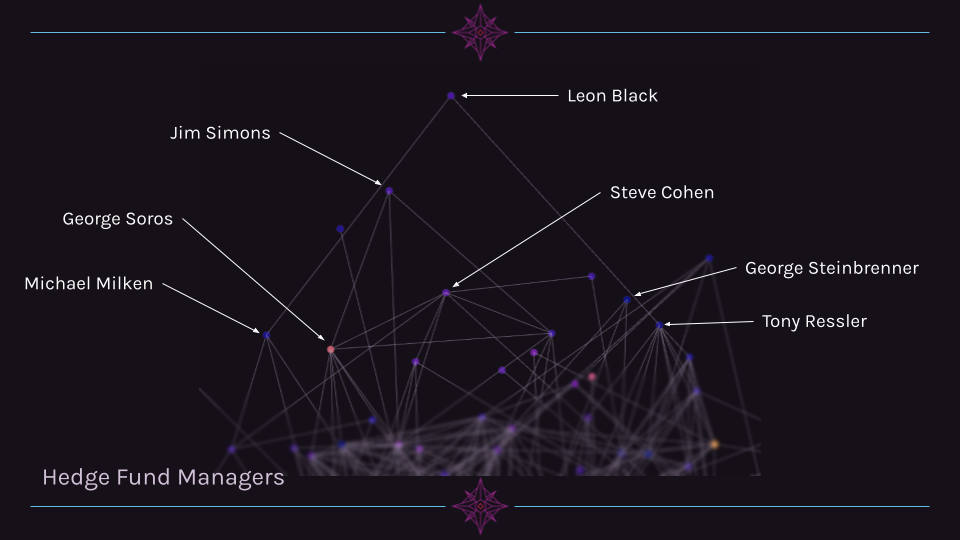 Leon Black
Jim Simons
Steve Cohen
George Soros
George Steinbrenner
Michael Milken
Tony Ressler
Hedge Fund Managers